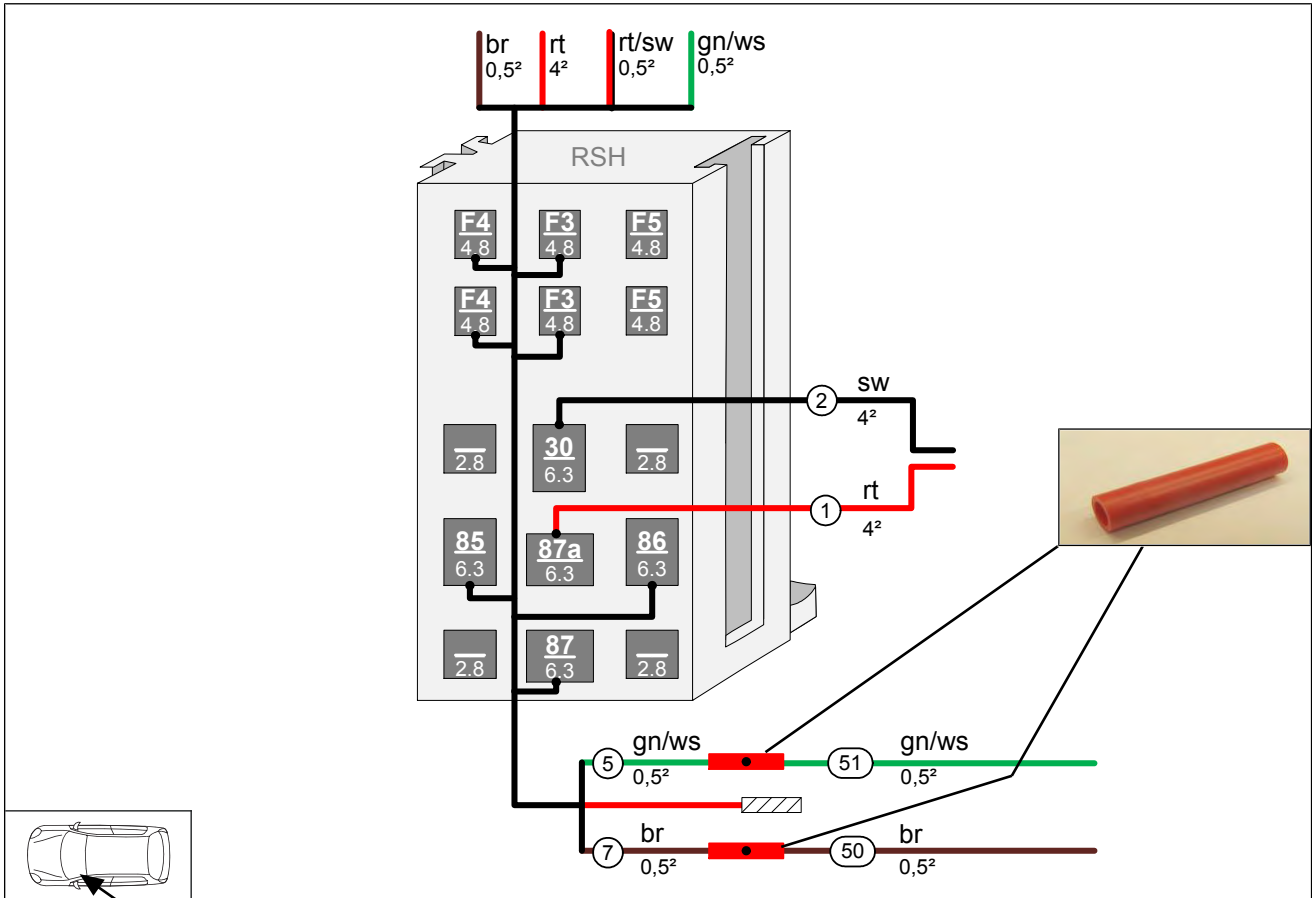 br rt rt/sw gn/ws
0,5² 4² 0,5² 0,5²
RSH
F4 F3 F5
4.8 4.8 4.8
F4 F3 F5
4.8 4.8 4.8
2 sw
4²
30
2.8 6.3 2.8
1 rt
4²
85 87a 86
6.3 6.3 6.3
87
2.8 6.3 2.8
5 gn/ws 51 gn/ws
0,5² 0,5²
7 br 50 br
0,5² 0,5²